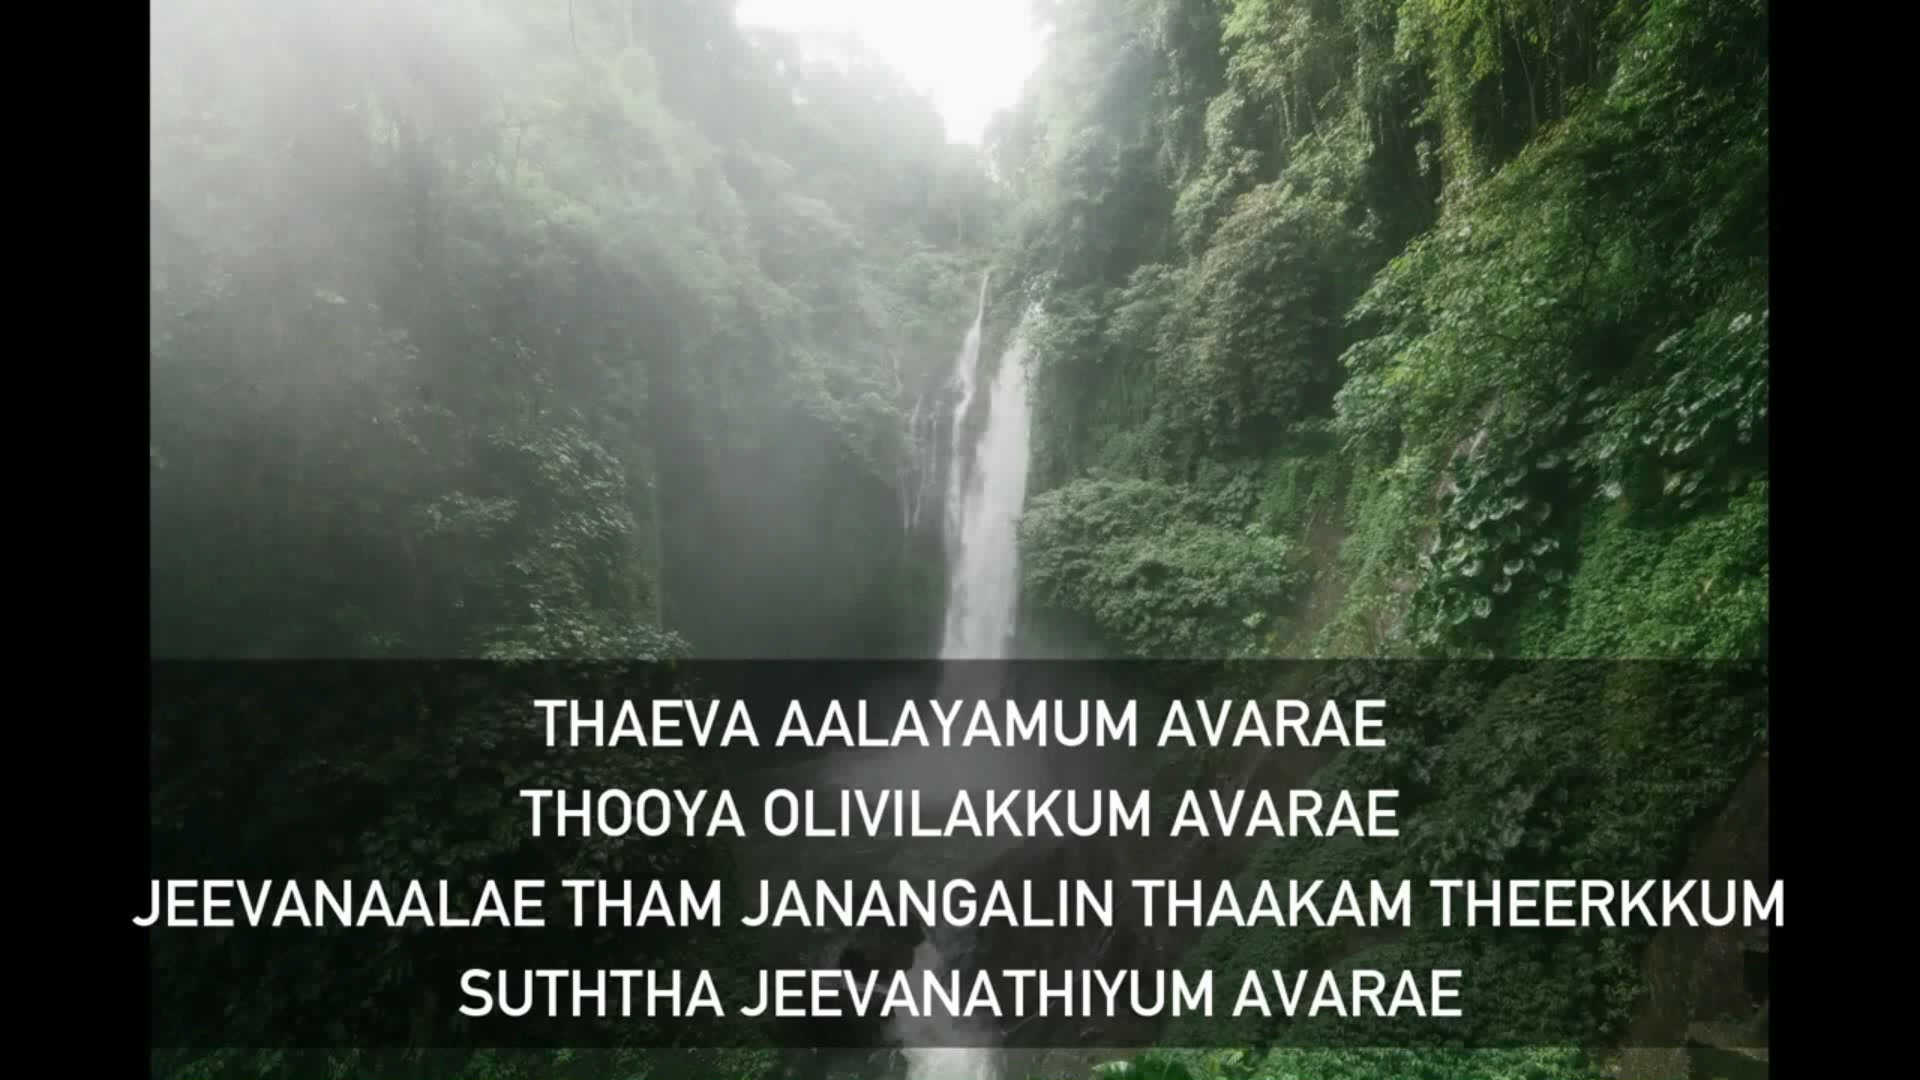 THAEVA AALAYAMUM AVARAE
THOOYA OLIVILAKKUM AVARAE
JEEVANAALAE THAM JANANGALIN THAAKAM THEERKKUM
SUTHTHA JEEVANATHIYUM AVARAE